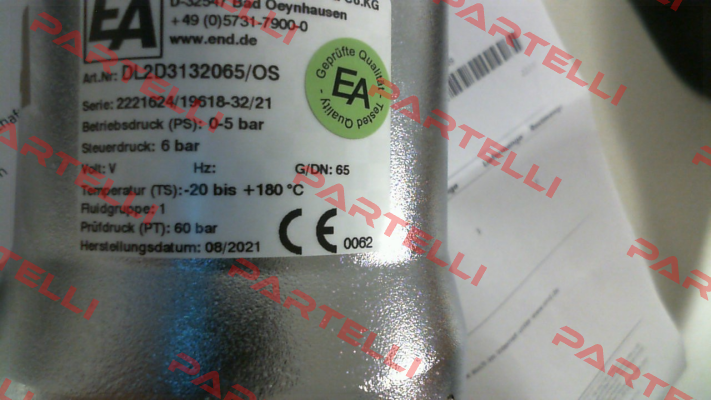 D-32547 Bad Oeynhausen
+49 (0)5731-7900-0
www.end.de
EA
Art.Nr: DL2D3132065/OS
Serie: 2221624/19618-32/21
Betriebsdruck (PS): 0-5 bar
Steuerdruck: 6 bar
Volt: V Hz: G/DN: 65
Temperatur (TS):-20 bis +180 °C
Fluidgruppe: 1
Prüfdruck (PT): 60 bar
Herstellungsdatum: 08/2021
CE 0062
Geprüfte Qualität -
EA
Tested Quality -
PARTELLI
PARTELLI
PARTELLI
PARTELLI
PARTELLI
PARTELLI
PARTELLI
PARTELLI